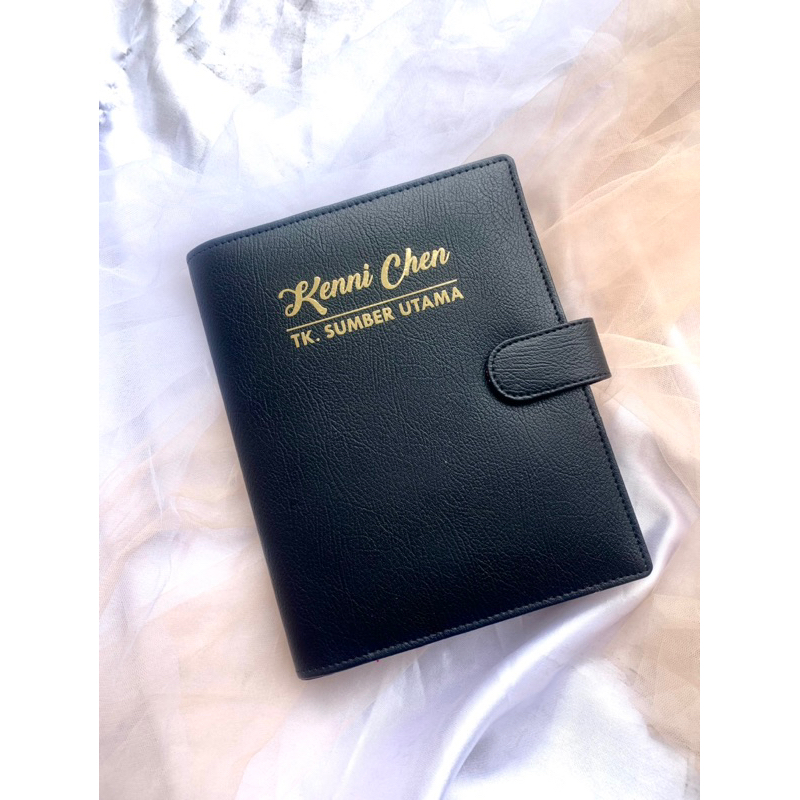 Kenni Chen
TK. SUMBER UTAMA